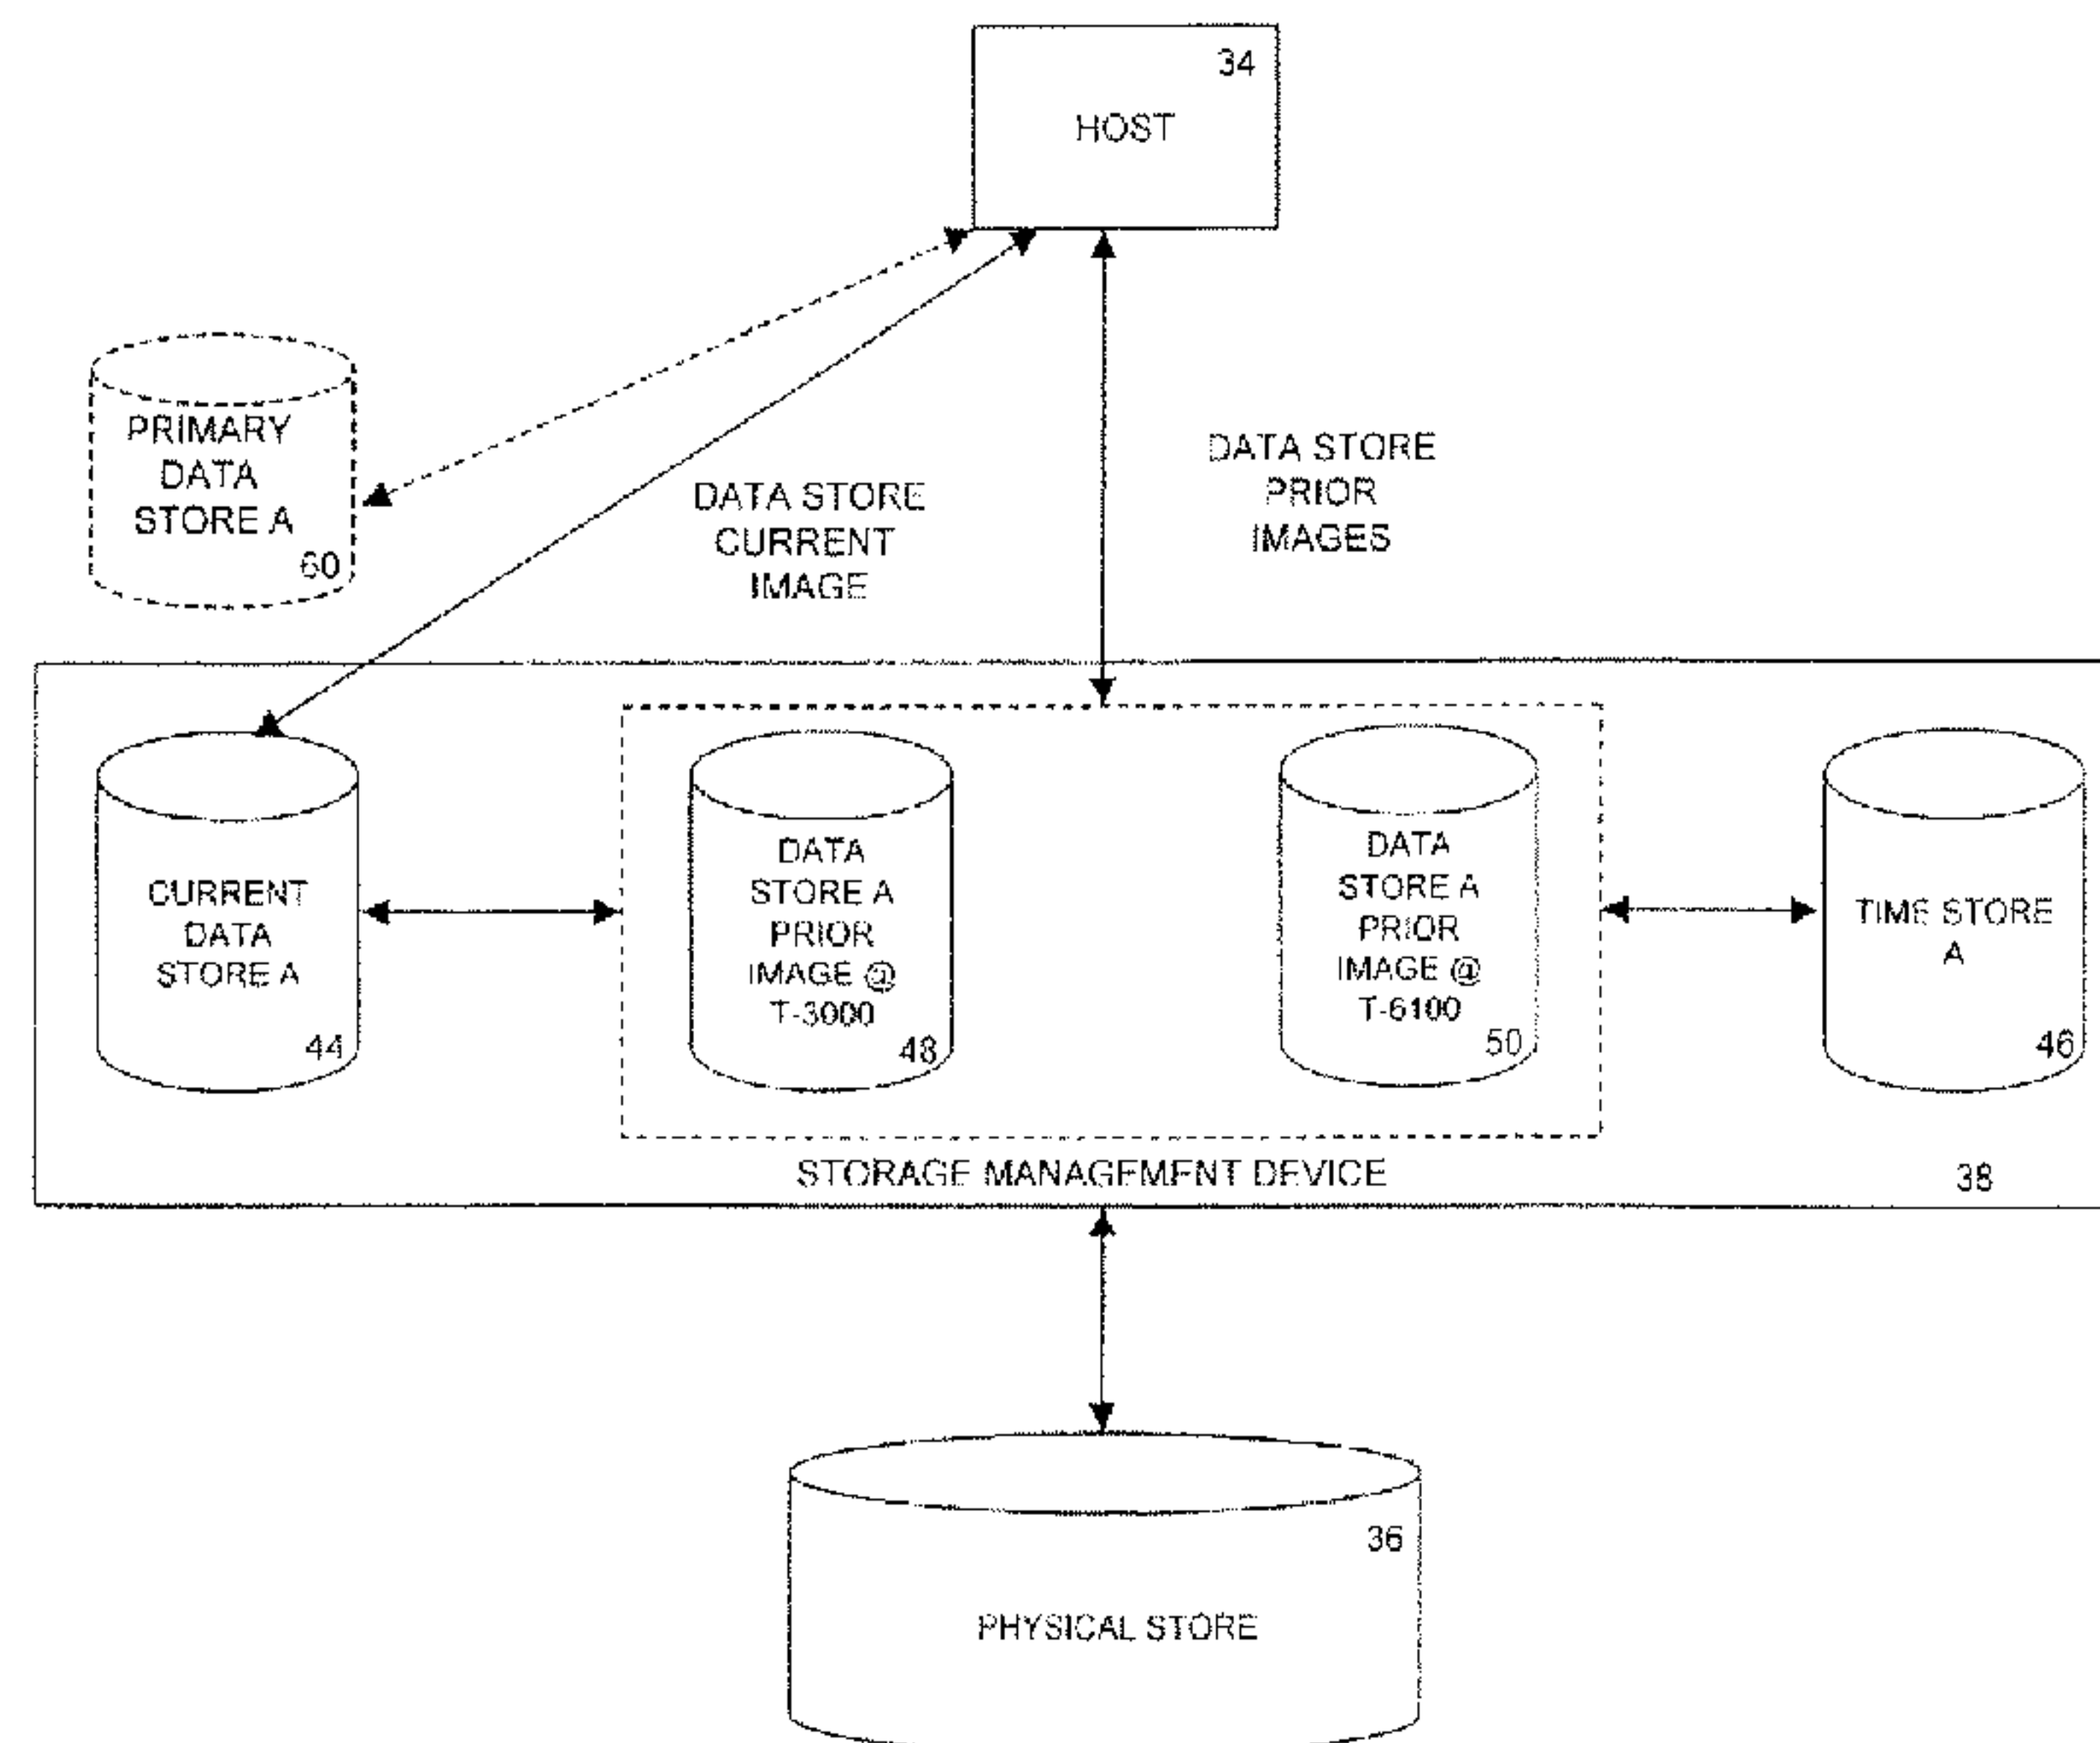 34
HOST
PRIMARY
DATA
STORE A
60
DATA STORE
CURRENT
IMAGE
DATA STORE
PRIOR
IMAGES
CURRENT
DATA
STORE A
44
DATA
STORE A
PRIOR
IMAGE @
T-3000
48
DATA
STORE A
PRIOR
IMAGE @
T-6100
50
TIME STORE
A
46
STORAGE MANAGEMENT DEVICE
38
36
PHYSICAL STORE